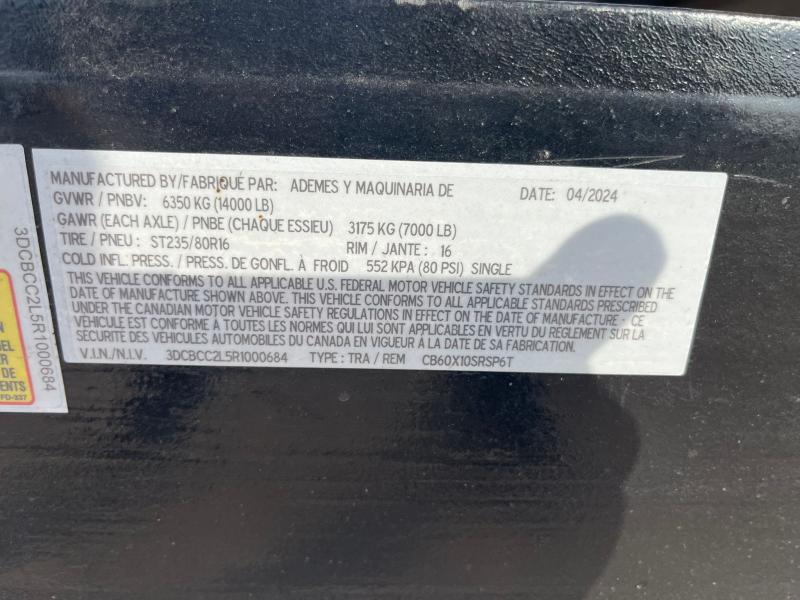 MANUFACTURED BY/FABRIQUÉ PAR: ADEMES Y MAQUINARIA DE DATE: 04/2024
GVWR / PNBV: 6350 KG (14000 LB)
GAWR (EACH AXLE) / PNBE (CHAQUE ESSIEU) 3175 KG (7000 LB)
TIRE / PNEU : ST235/80R16 RIM / JANTE : 16
COLD INFL. PRESS. / PRESS. DE GONFL. À FROID 552 KPA (80 PSI) SINGLE
THIS VEHICLE CONFORMS TO ALL APPLICABLE U.S. FEDERAL MOTOR VEHICLE SAFETY STANDARDS IN EFFECT ON THE
DATE OF MANUFACTURE SHOWN ABOVE. THIS VEHICLE CONFORMS TO ALL APPLICABLE STANDARDS PRESCRIBED
UNDER THE CANADIAN MOTOR VEHICLE SAFETY REGULATIONS IN EFFECT ON THE DATE OF MANUFACTURE - CE
VÉHICULE EST CONFORME À TOUTES LES NORMES QUI LUI SONT APPLICABLES EN VERTU DU RÈGLEMENT SUR LA
SÉCURITÉ DES VÉHICULES AUTOMOBILES DU CANADA EN VIGUEUR À LA DATE DE SA FABRICATION.
V.I.N./N.I.V. 3DCBCC2L5R1000684 TYPE : TRA / REM CB60X10SRSP6T
3DCBCC2L5R1000684
DE
FD-337